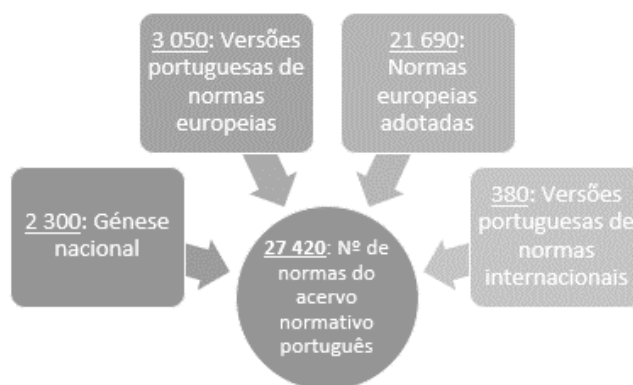 3 050: Versões
portuguesas de
normas
europeias
21 690:
Normas
europeias
adotadas
2 300: Génese
nacional
380: Versões
portuguesas de
normas
internacionais
27 420: Nº de
normas do
acervo
normativo
português